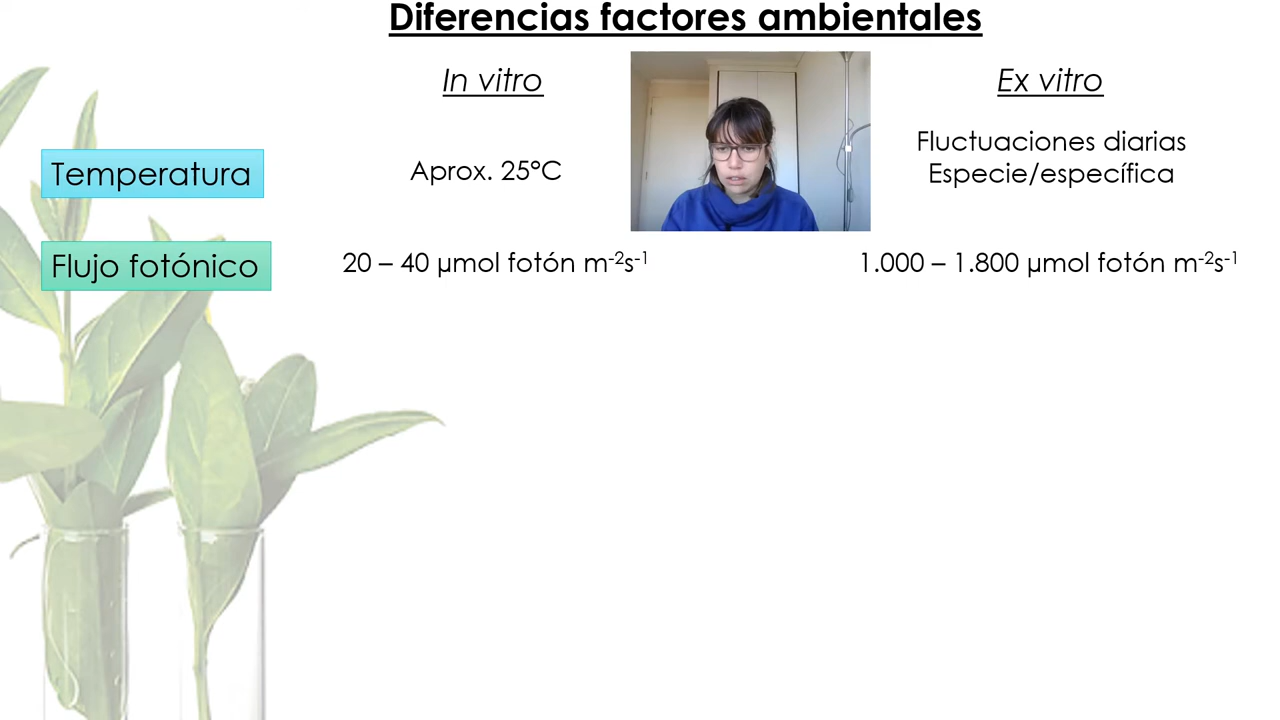 Diferencias factores ambientales
In vitro
Ex vitro
Temperatura
Aprox. 25°C
Fluctuaciones diarias
Especie/específica
Flujo fotónico
20 – 40 µmol fotón m⁻²s⁻¹
1.000 – 1.800 µmol fotón m⁻²s⁻¹